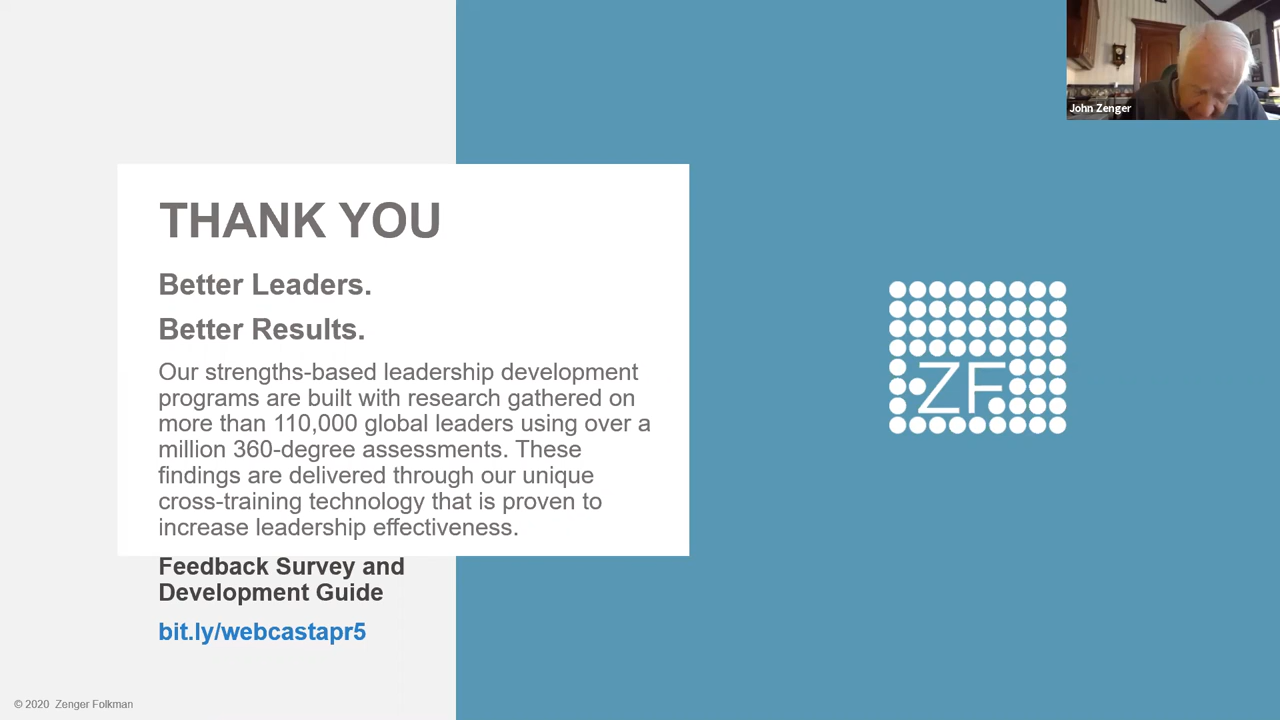 John Zenger
THANK YOU
Better Leaders.
Better Results.
Our strengths-based leadership development
programs are built with research gathered on
more than 110,000 global leaders using over a
million 360-degree assessments. These
findings are delivered through our unique
cross-training technology that is proven to
increase leadership effectiveness.
Feedback Survey and
Development Guide
bit.ly/webcastapr5
ZF
© 2020 Zenger Folkman